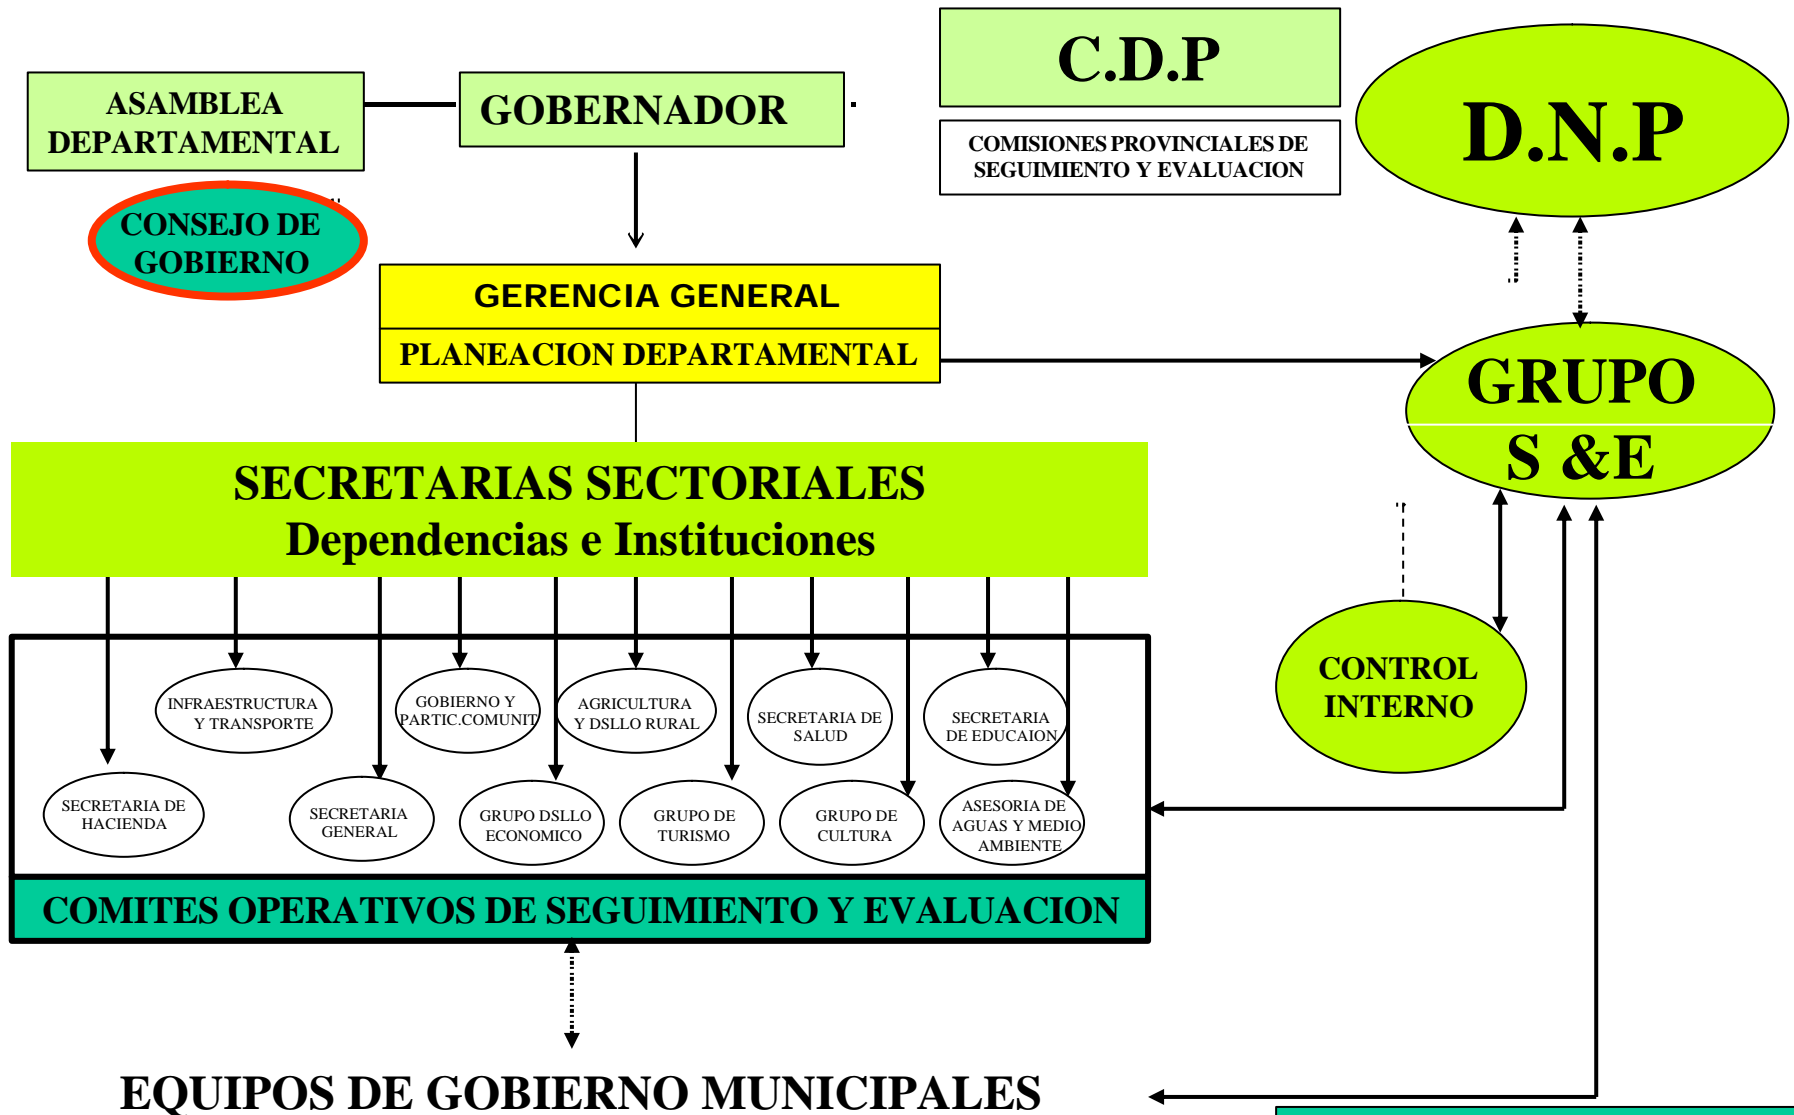 ASAMBLEA
DEPARTAMENTAL
GOBERNADOR
C.D.P
COMISIONES PROVINCIALES DE
SEGUIMIENTO Y EVALUACION
D.N.P
CONSEJO DE
GOBIERNO
GERENCIA GENERAL
PLANEACION DEPARTAMENTAL
GRUPO
S &E
SECRETARIAS SECTORIALES
Dependencias e Instituciones
CONTROL
INTERNO
INFRAESTRUCTURA
Y TRANSPORTE
GOBIERNO Y
PARTIC.COMUNIT
AGRICULTURA
Y DSLLO RURAL
SECRETARIA DE
SALUD
SECRETARIA
DE EDUCAION
SECRETARIA DE
HACIENDA
SECRETARIA
GENERAL
GRUPO DSLLO
ECONOMICO
GRUPO DE
TURISMO
GRUPO DE
CULTURA
ASESORIA DE
AGUAS Y MEDIO
AMBIENTE
COMITES OPERATIVOS DE SEGUIMIENTO Y EVALUACION
EQUIPOS DE GOBIERNO MUNICIPALES